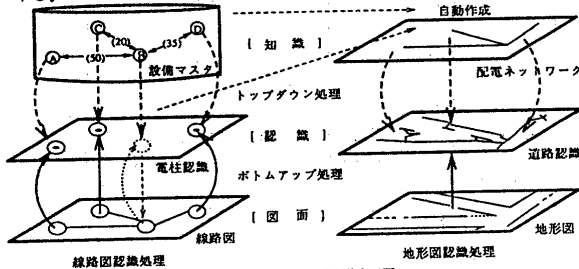 自動作成
C
D
(20)
(35)
A
(50)
B
[ 知 識 ]
設備マスタ
配電ネットワーク
トップダウン処理
[ 認 識 ]
電柱認識
道路認識
ボトムアップ処理
[ 図 面 ]
線路図
地形図
線路図認識処理
地形図認識処理